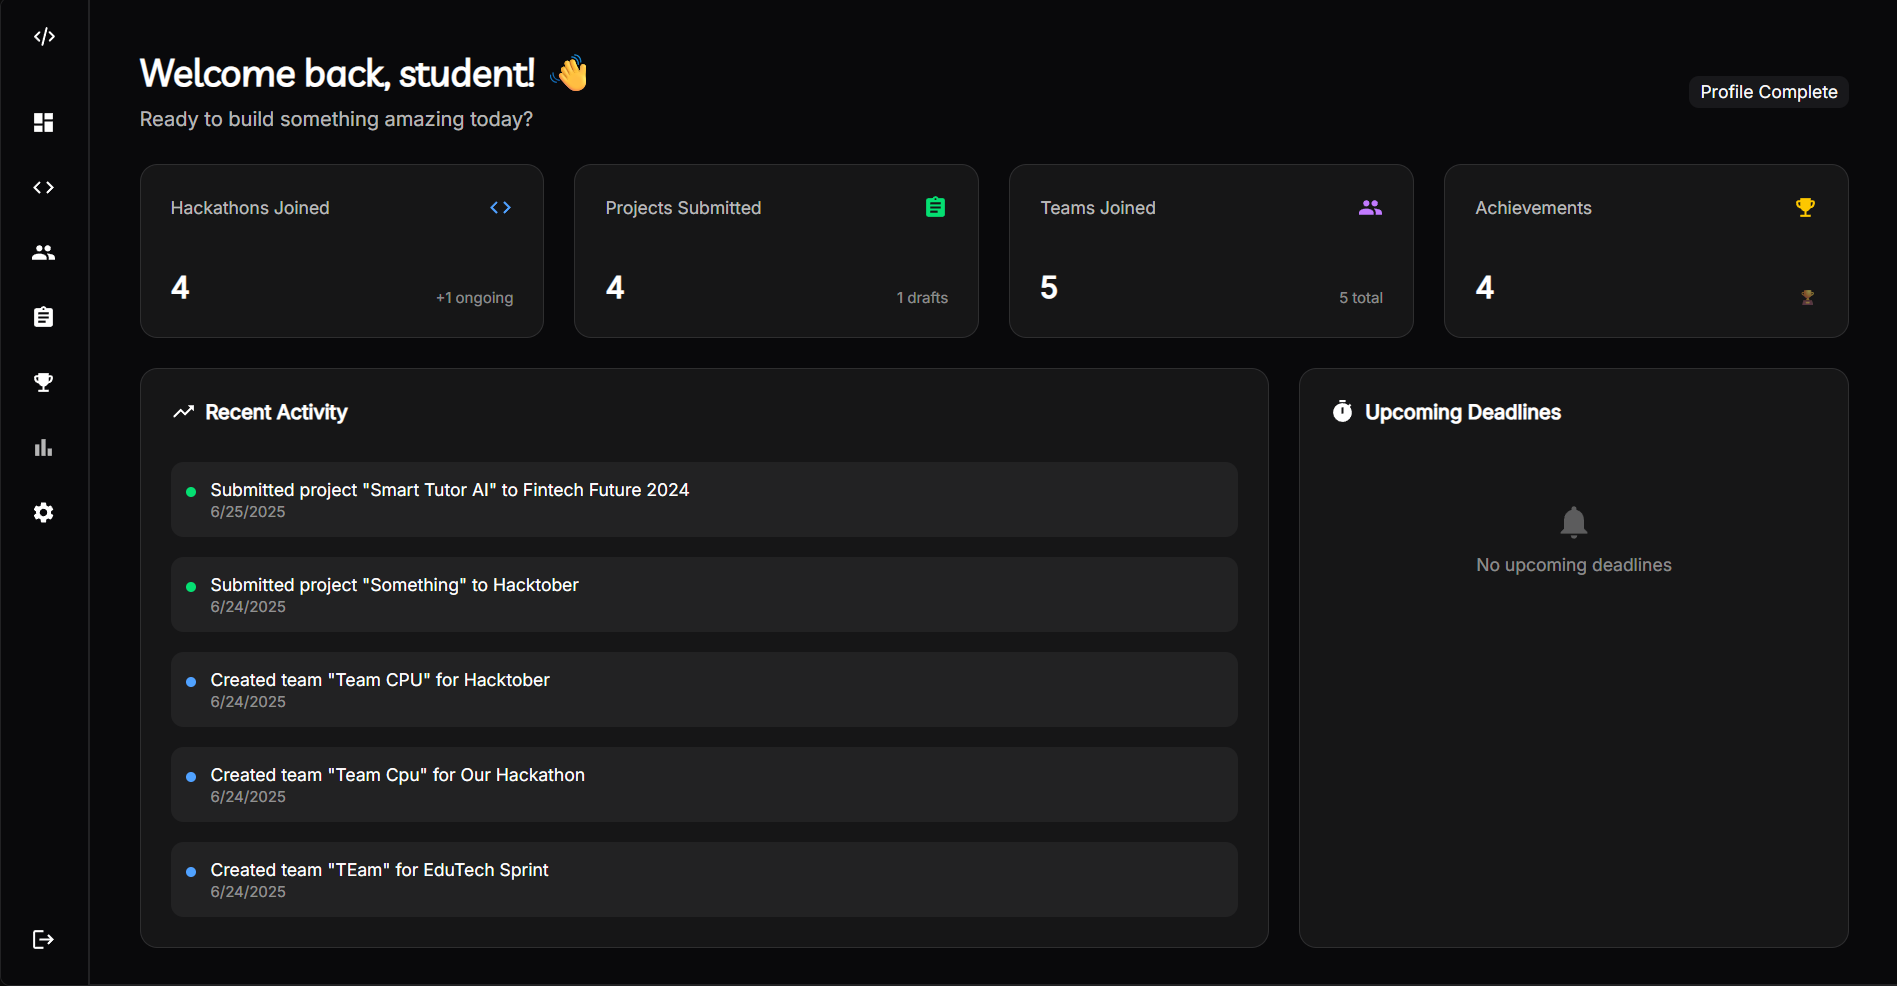 Welcome back, student! 👋
Ready to build something amazing today?
Profile Complete
Hackathons Joined
4
+1 ongoing
Projects Submitted
4
1 drafts
Teams Joined
5
5 total
Achievements
4
Recent Activity
Submitted project "Smart Tutor AI" to Fintech Future 2024
6/25/2025
Submitted project "Something" to Hacktober
6/24/2025
Created team "Team CPU" for Hacktober
6/24/2025
Created team "Team Cpu" for Our Hackathon
6/24/2025
Created team "TEam" for EduTech Sprint
6/24/2025
Upcoming Deadlines
No upcoming deadlines